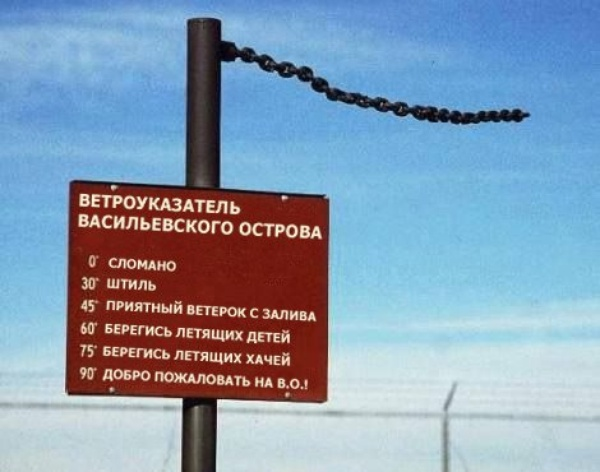 ВЕТРОУКАЗАТЕЛЬ
ВАСИЛЬЕВСКОГО ОСТРОВА
0° СЛОМАНО
30° ШТИЛЬ
45° ПРИЯТНЫЙ ВЕТЕРОК С ЗАЛИВА
60° БЕРЕГИСЬ ЛЕТЯЩИХ ДЕТЕЙ
75° БЕРЕГИСЬ ЛЕТЯЩИХ ХАЧЕЙ
90° ДОБРО ПОЖАЛОВАТЬ НА В.О.!